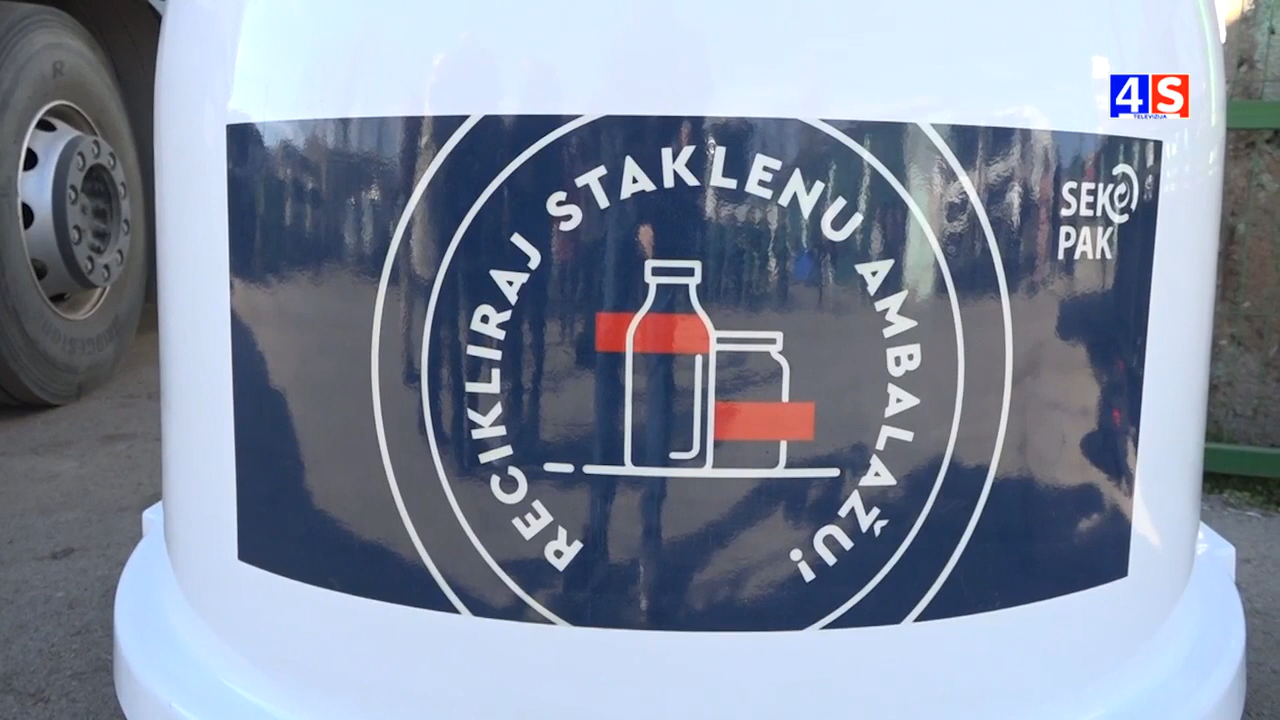 4S
TELEVIZIJA
RECIKLIRAJ STAKLENU AMBALAŽU!
SEKO
PAK
R